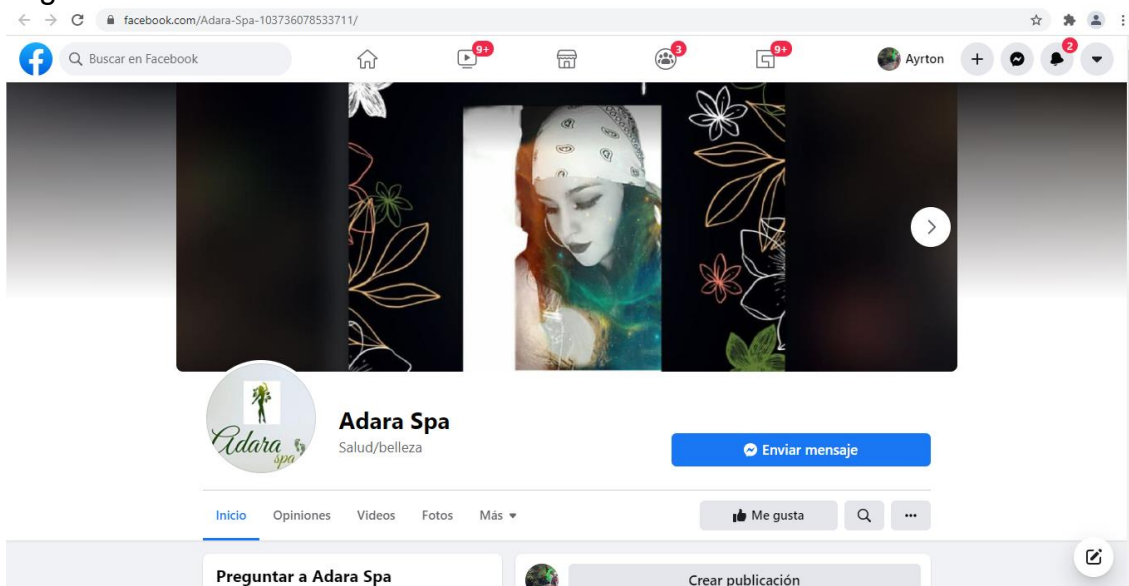 facebook.com/Adara-Spa-103736078533711/
Buscar en Facebook
9+
3
9+
Ayrton
2
Adara
spa
Adara Spa
Salud/belleza
Enviar mensaje
Inicio Opiniones Videos Fotos Más
Me gusta
Preguntar a Adara Spa
Crear publicación